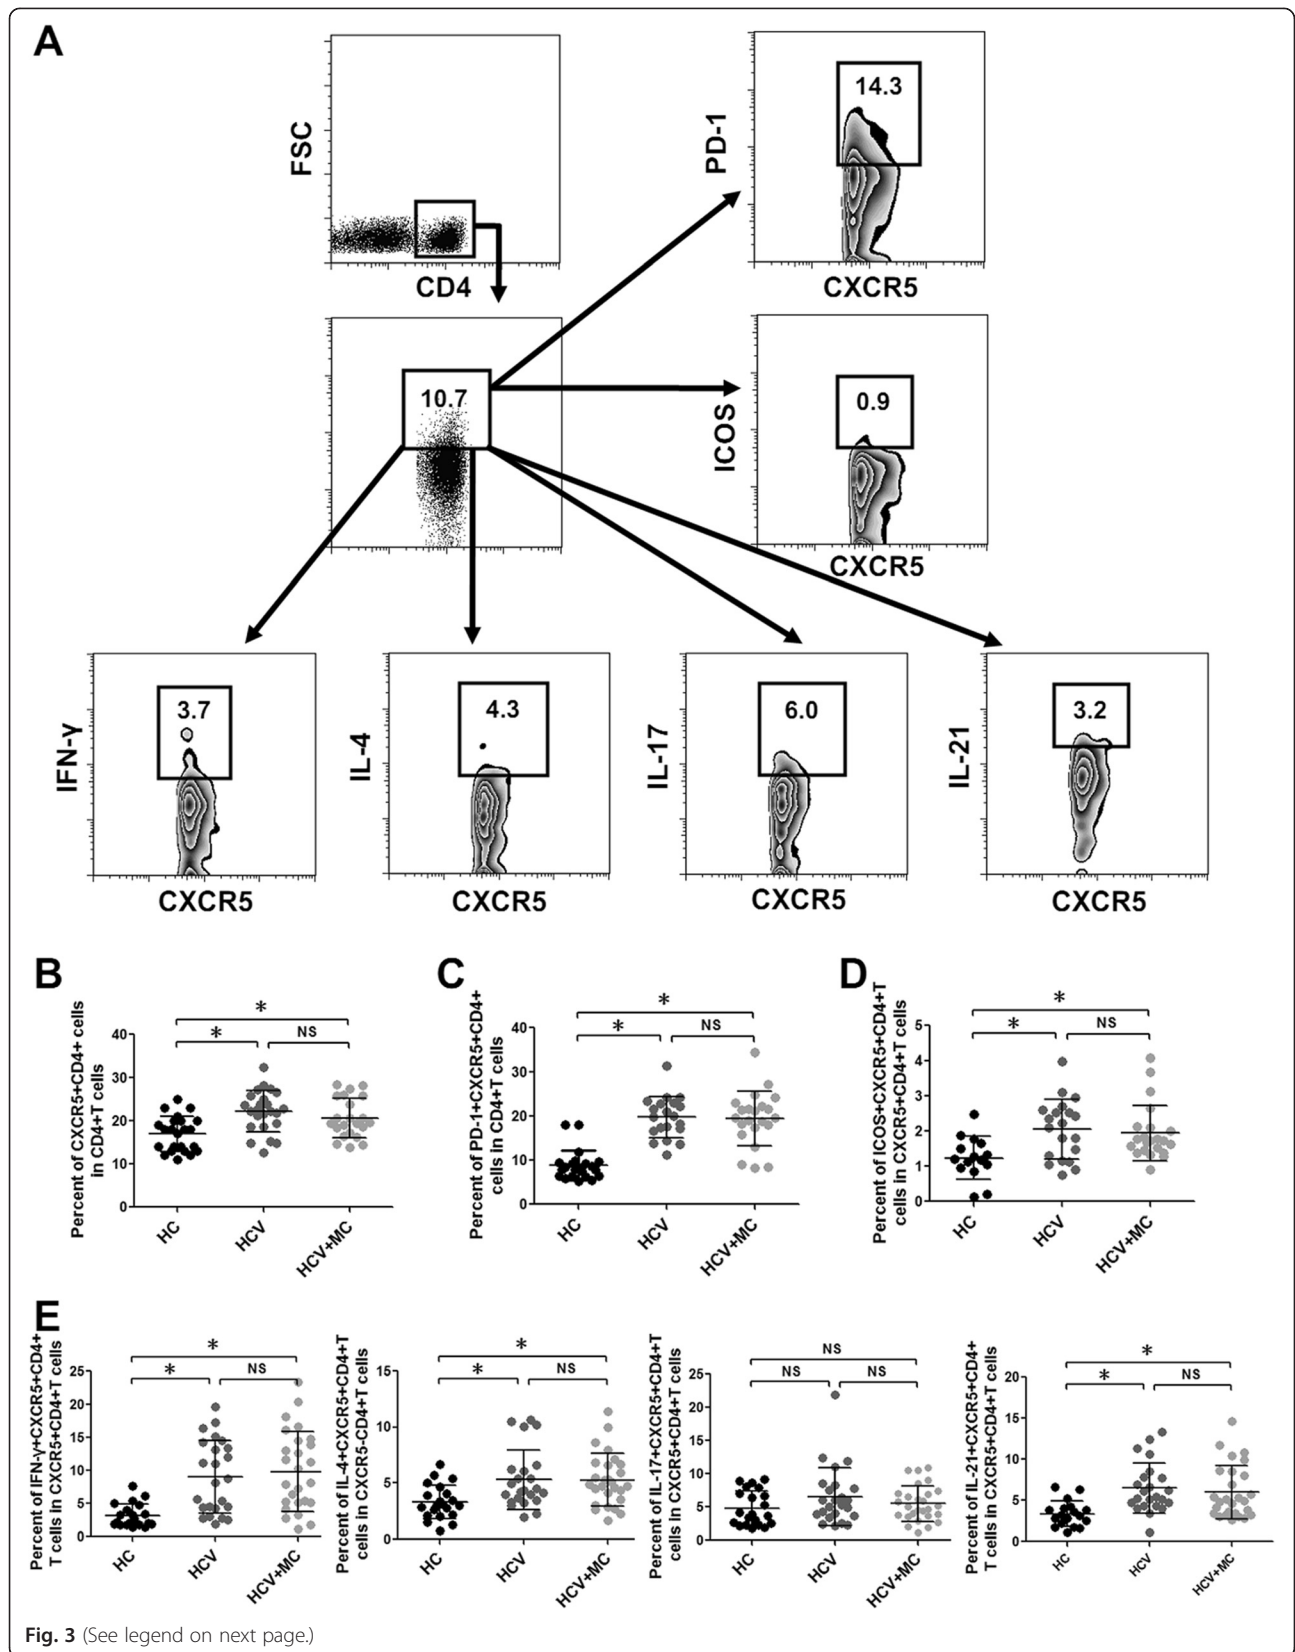 A
FSC
CD4
PD-1
14.3
CXCR5
10.7
ICOS
0.9
CXCR5
IFN-γ
3.7
CXCR5
IL-4
4.3
CXCR5
IL-17
6.0
CXCR5
IL-21
3.2
CXCR5
B
Percent of CXCR5+CD4+ cells
in CD4+T cells
40
30
20
10
0
*
*
NS
HC
HCV
HCV+MC
C
Percent of PD-1+CXCR5+CD4+
cells in CD4+T cells
40
30
20
10
0
*
*
NS
HC
HCV
HCV+MC
D
Percent of ICOS+CXCR5+CD4+T
cells in CXCR5+CD4+T cells
5
4
3
2
1
0
*
*
NS
HC
HCV
HCV+MC
E
Percent of IFN-γ+CXCR5+CD4+
T cells in CXCR5+CD4+T cells
25
20
15
10
5
0
*
*
NS
HC
HCV
HCV+MC
Percent of IL-4+CXCR5+CD4+T
cells in CXCR5-CD4+T cells
15
10
5
0
*
*
NS
HC
HCV
HCV+MC
Percent of IL-17+CXCR5+CD4+T
cells in CXCR5+CD4+T cells
25
20
15
10
5
0
NS
NS
NS
HC
HCV
HCV+MC
Percent of IL-21+CXCR5+CD4+
T cells in CXCR5+CD4+T cells
20
15
10
5
0
*
*
NS
HC
HCV
HCV+MC
Fig. 3 (See legend on next page.)